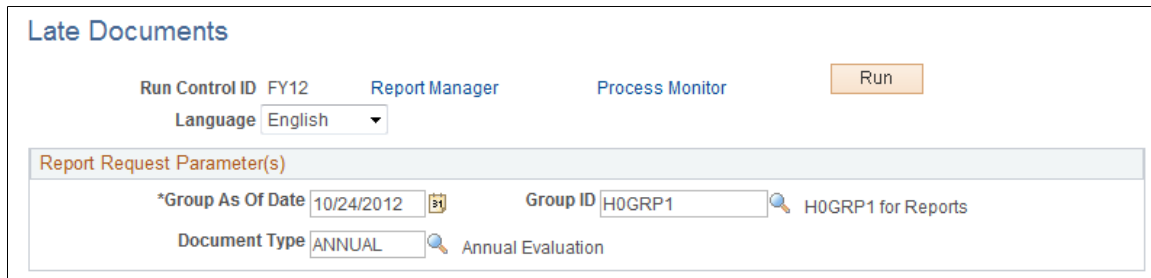 Late Documents
Run Control ID FY12 Report Manager Process Monitor Run
Language English
Report Request Parameter(s)
*Group As Of Date 10/24/2012 31 Group ID H0GRP1 H0GRP1 for Reports
Document Type ANNUAL Annual Evaluation